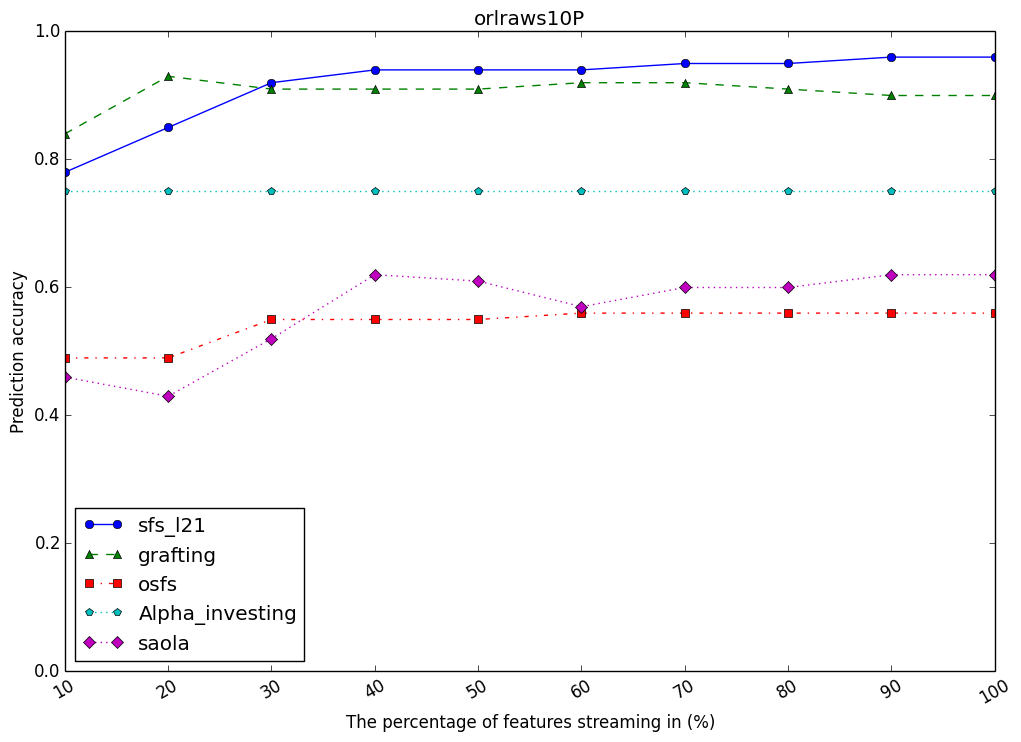 orlraws10P
1.0
0.8
0.6
0.4
0.2
0.0
Prediction accuracy
sfs_l21
grafting
osfs
Alpha_investing
saola
10 20 30 40 50 60 70 80 90 100
The percentage of features streaming in (%)